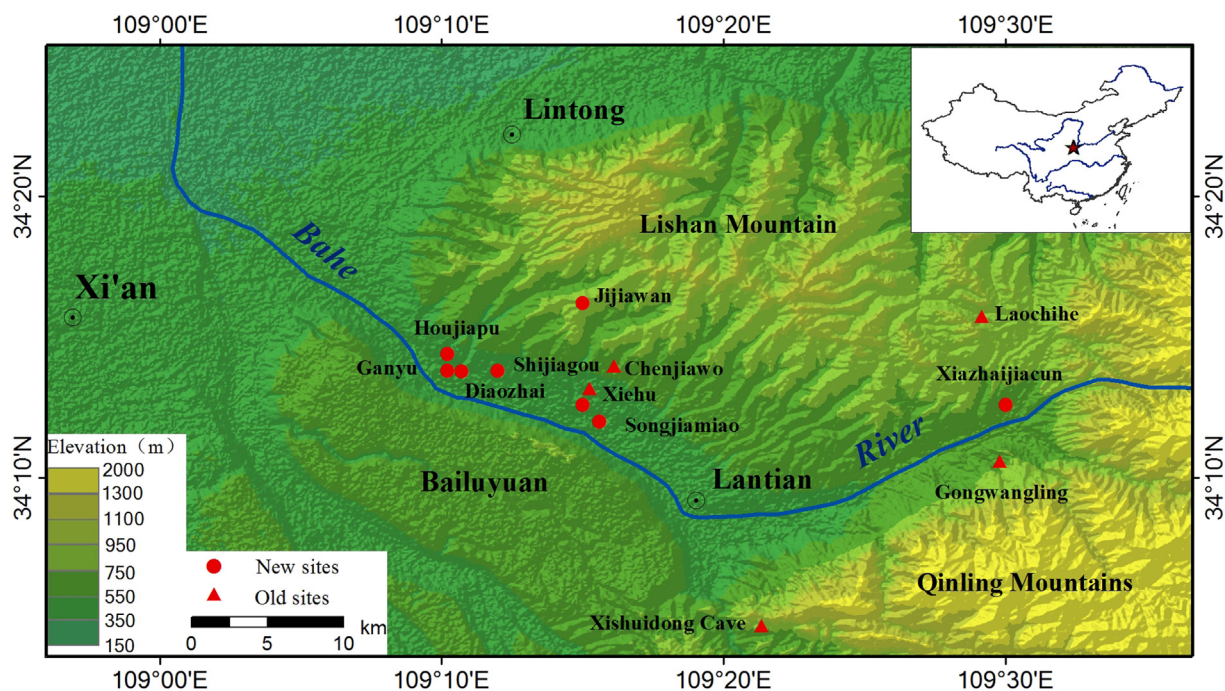 109°00'E 109°10'E 109°20'E 109°30'E
34°20'N
34°20'N
Lintong
Lishan Mountain
Bahe
Xi'an
Jijiawan
Laochihe
Houjiapu
Ganyu
Shijiagou
Chenjiawo
Diaozhai
Xiehu
Xiazhaijiacun
Songjiamiao
River
34°10'N
34°10'N
Bailuyuan
Lantian
Gongwangling
Qinling Mountains
Xishuidong Cave
Elevation（m）
2000
1300
1100
950
750
550
350
150
New sites
Old sites
0 5 10 km
109°00'E 109°10'E 109°20'E 109°30'E